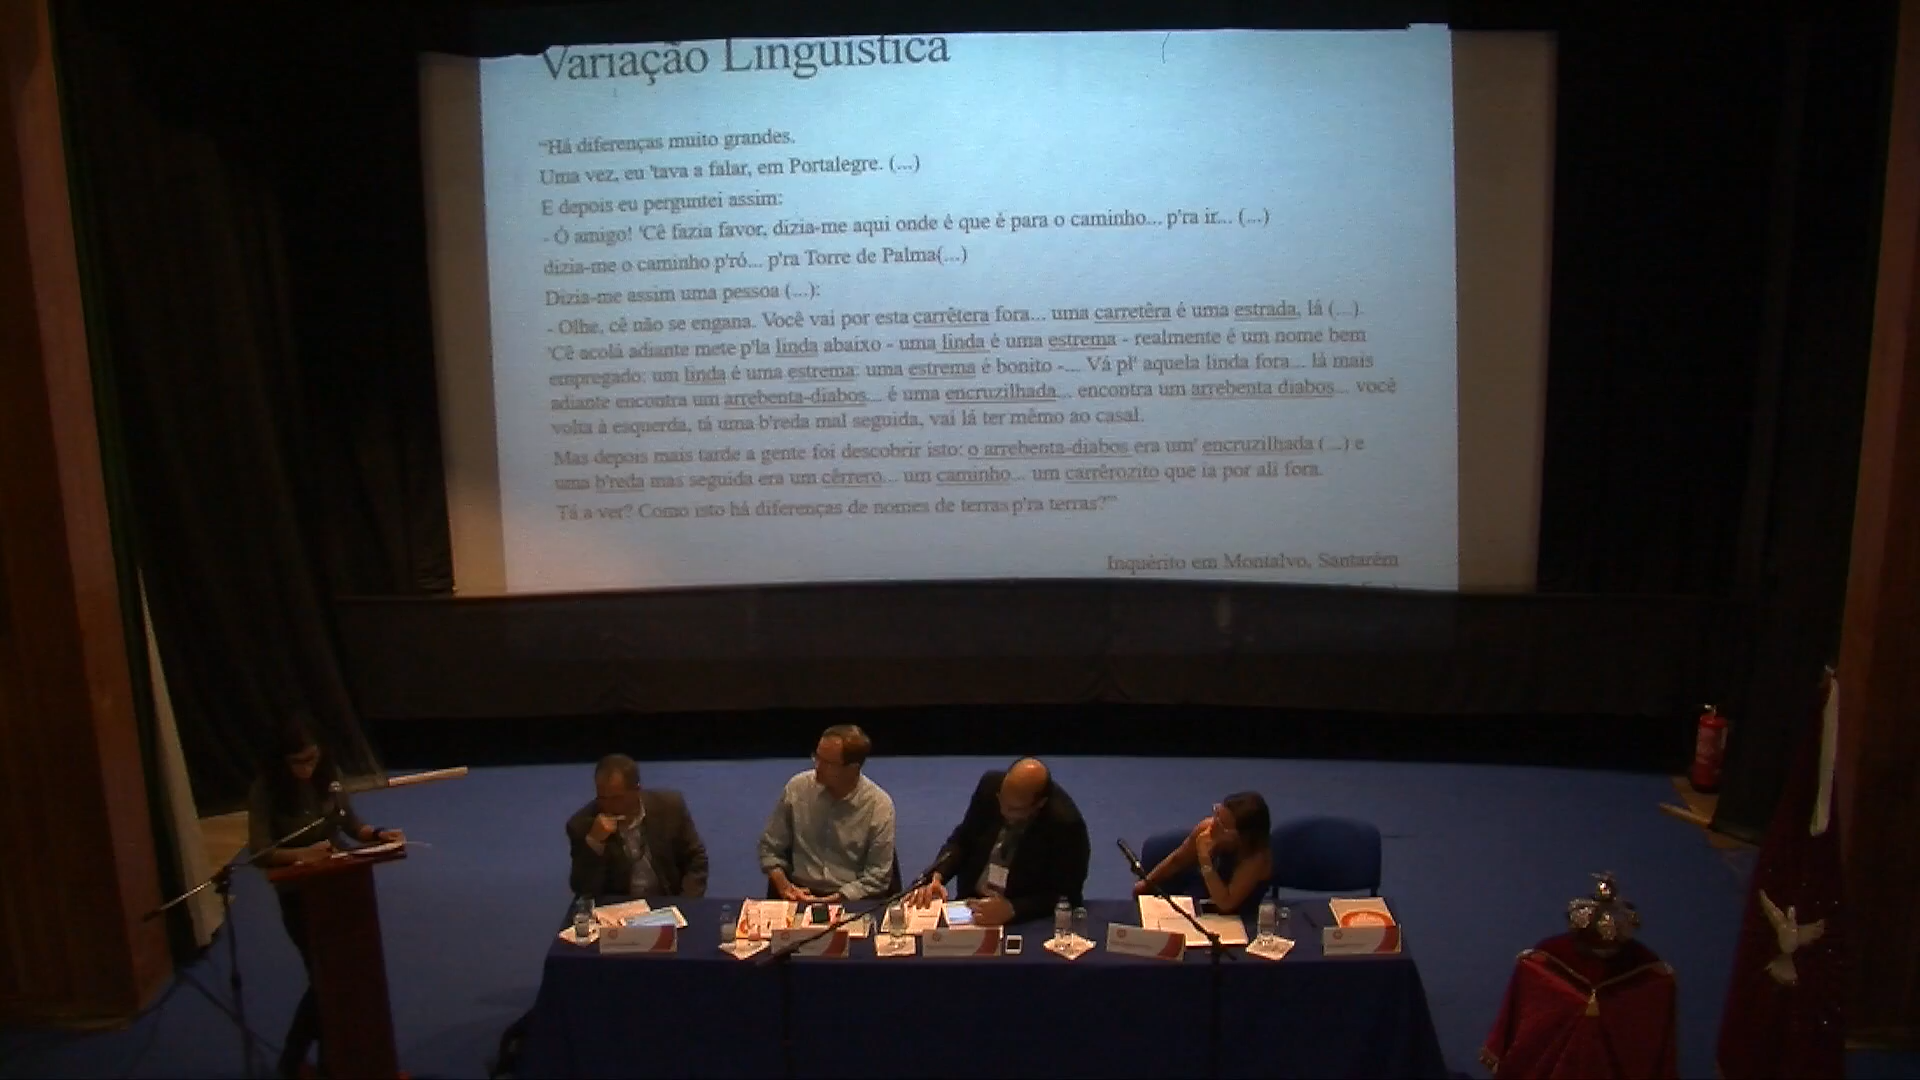 Variação Linguística
"Há diferenças muito grandes.
Uma vez, eu 'tava a falar, em Portalegre. (...)
E depois eu perguntei assim:
- Ó amigo! 'Cê fazia favor, dizia-me aqui onde é que é para o caminho... p'ra ir... (...)
dizia-me o caminho p'ró... p'ra Torre de Palma(...)
Dizia-me assim uma pessoa (...):
- Olhe, cê não se engana. Você vai por esta carrêtera fora... uma carretêra é uma estrada, lá (...).
'Cê acolá adiante mete p'la linda abaixo - uma linda é uma estrema - realmente é um nome bem
empregado: um linda é uma estrema; uma estrema é bonito -... Vá pl' aquela linda fora... lá mais
adiante encontra um arrebenta-diabos... é uma encruzilhada... encontra um arrebenta diabos... você
volta à esquerda, tá uma b'reda mal seguida, vai lá ter mêmo ao casal.
Mas depois mais tarde a gente foi descobrir isto: o arrebenta-diabos era um' encruzilhada (...) e
uma b'reda mas seguida era um cêrrero... um caminho... um carrêrozito que ia por ali fora.
Tá a ver? Como isto há diferenças de nomes de terras p'ra terras?"
Inquérito em Montalvo, Santarém